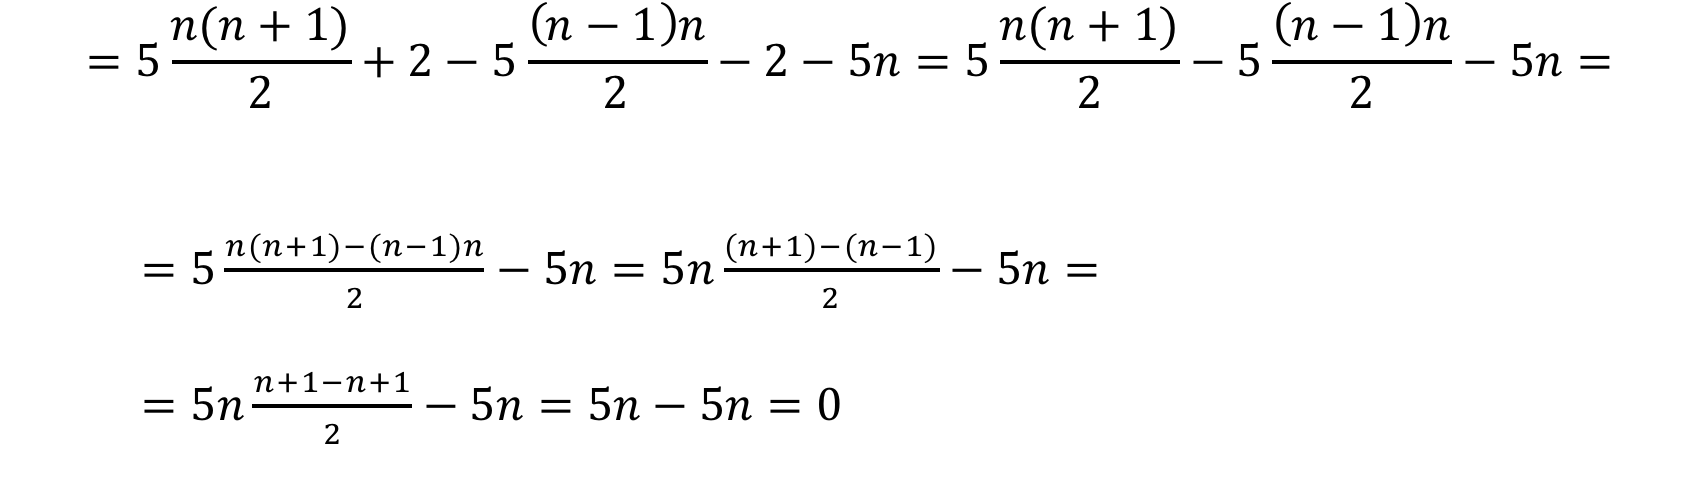 = 5 n(n + 1)/2 + 2 − 5 (n − 1)n/2 − 2 − 5n = 5 n(n + 1)/2 − 5 (n − 1)n/2 − 5n =
= 5 n(n+1)−(n−1)n/2 − 5n = 5n (n+1)−(n−1)/2 − 5n =
= 5n n+1−n+1/2 − 5n = 5n − 5n = 0